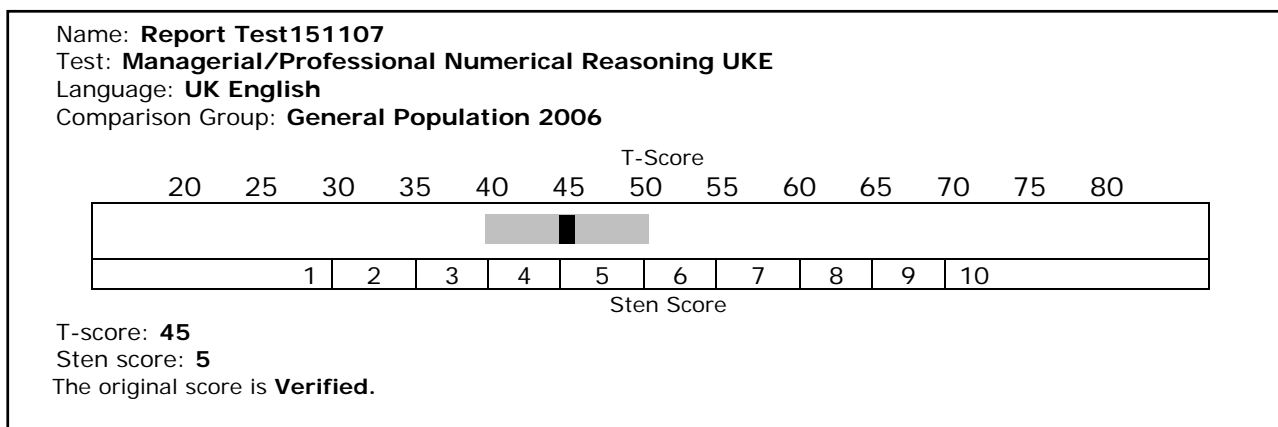 Name: Report Test151107
Test: Managerial/Professional Numerical Reasoning UKE
Language: UK English
Comparison Group: General Population 2006
T-Score
20 25 30 35 40 45 50 55 60 65 70 75 80
1 2 3 4 5 6 7 8 9 10
Sten Score
T-score: 45
Sten score: 5
The original score is Verified.